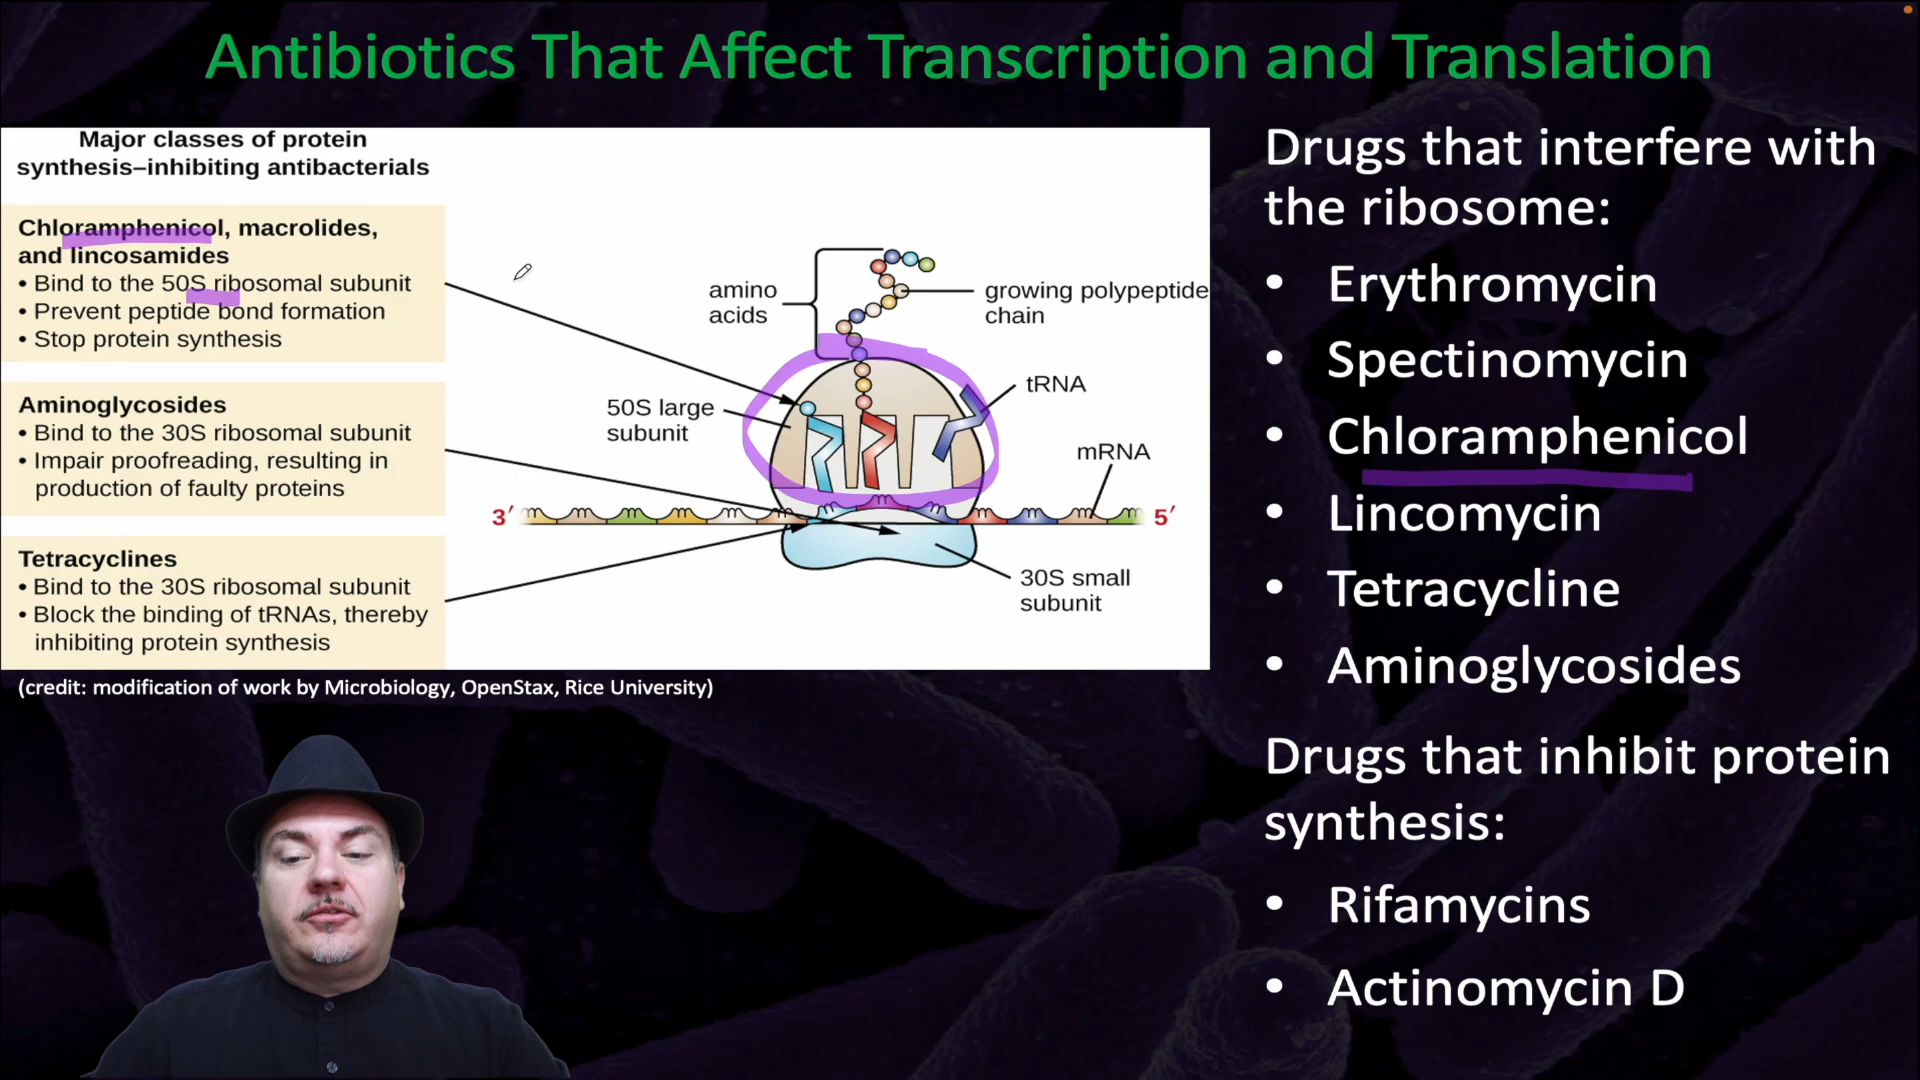 Antibiotics That Affect Transcription and Translation
Major classes of protein
synthesis–inhibiting antibacterials
Chloramphenicol, macrolides,
and lincosamides
• Bind to the 50S ribosomal subunit
• Prevent peptide bond formation
• Stop protein synthesis
Aminoglycosides
• Bind to the 30S ribosomal subunit
• Impair proofreading, resulting in
production of faulty proteins
Tetracyclines
• Bind to the 30S ribosomal subunit
• Block the binding of tRNAs, thereby
inhibiting protein synthesis
amino
acids
growing polypeptide
chain
tRNA
50S large
subunit
mRNA
3′
5′
30S small
subunit
(credit: modification of work by Microbiology, OpenStax, Rice University)
Drugs that interfere with
the ribosome:
• Erythromycin
• Spectinomycin
• Chloramphenicol
• Lincomycin
• Tetracycline
• Aminoglycosides
Drugs that inhibit protein
synthesis:
• Rifamycins
• Actinomycin D